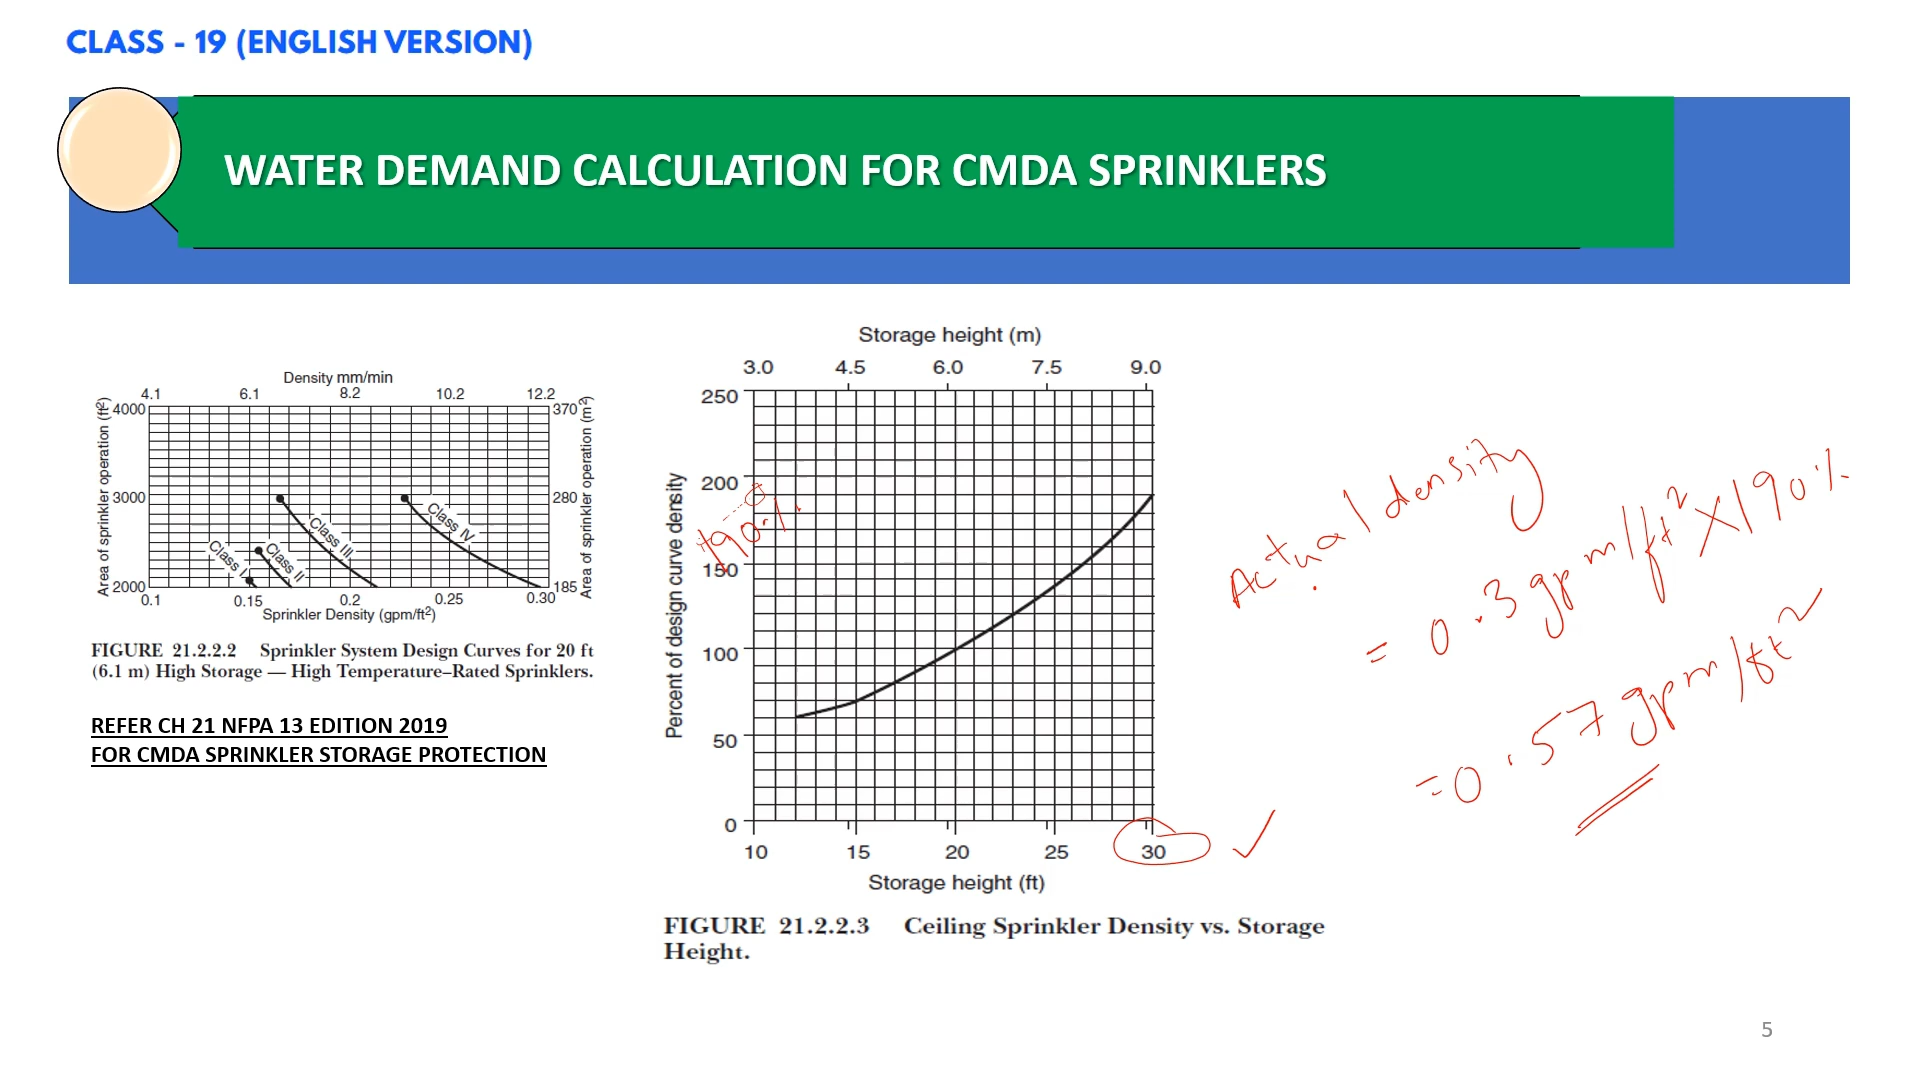 CLASS - 19 (ENGLISH VERSION)
WATER DEMAND CALCULATION FOR CMDA SPRINKLERS
Density mm/min
4.1 6.1 8.2 10.2 12.2
Area of sprinkler operation (ft²)
4000
3000
2000
370
280
185
Area of sprinkler operation (m²)
Class I
Class II
Class III
Class IV
0.1 0.15 0.2 0.25 0.30
Sprinkler Density (gpm/ft²)
FIGURE 21.2.2.2 Sprinkler System Design Curves for 20 ft
(6.1 m) High Storage — High Temperature–Rated Sprinklers.
REFER CH 21 NFPA 13 EDITION 2019
FOR CMDA SPRINKLER STORAGE PROTECTION
Storage height (m)
3.0 4.5 6.0 7.5 9.0
Percent of design curve density
250
200
190%
150
100
50
0
10 15 20 25 30
Storage height (ft)
FIGURE 21.2.2.3 Ceiling Sprinkler Density vs. Storage
Height.
Actual density
= 0.3 gpm/ft² X 190%
= 0.57 gpm/ft²
5